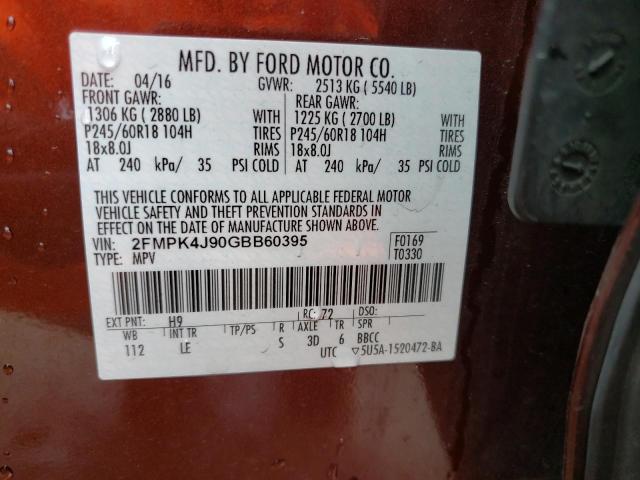 MFD. BY FORD MOTOR CO.
DATE: 04/16 GVWR: 2513 KG ( 5540 LB)
FRONT GAWR: REAR GAWR:
1306 KG ( 2880 LB) WITH 1225 KG ( 2700 LB) WITH
P245/60R18 104H TIRES P245/60R18 104H TIRES
18x8.0J RIMS 18x8.0J RIMS
AT 240 kPa/ 35 PSI COLD AT 240 kPa/ 35 PSI COLD
THIS VEHICLE CONFORMS TO ALL APPLICABLE FEDERAL MOTOR
VEHICLE SAFETY AND THEFT PREVENTION STANDARDS IN
EFFECT ON THE DATE OF MANUFACTURE SHOWN ABOVE.
VIN: 2FMPK4J90GBB60395 F0169
TYPE: MPV T0330
EXT PNT: H9 RC: 72 DSO:
WB INT TR TP/PS R AXLE TR SPR
112 LE S 3D 6 BBCC
UTC ▽5U5A-1520472-BA